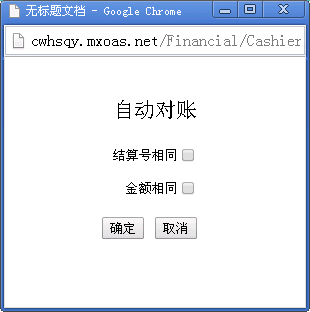 无标题文档 - Google Chrome
cwhsqy.mxoas.net/Financial/Cashier
自动对账
结算号相同
金额相同
确定 取消